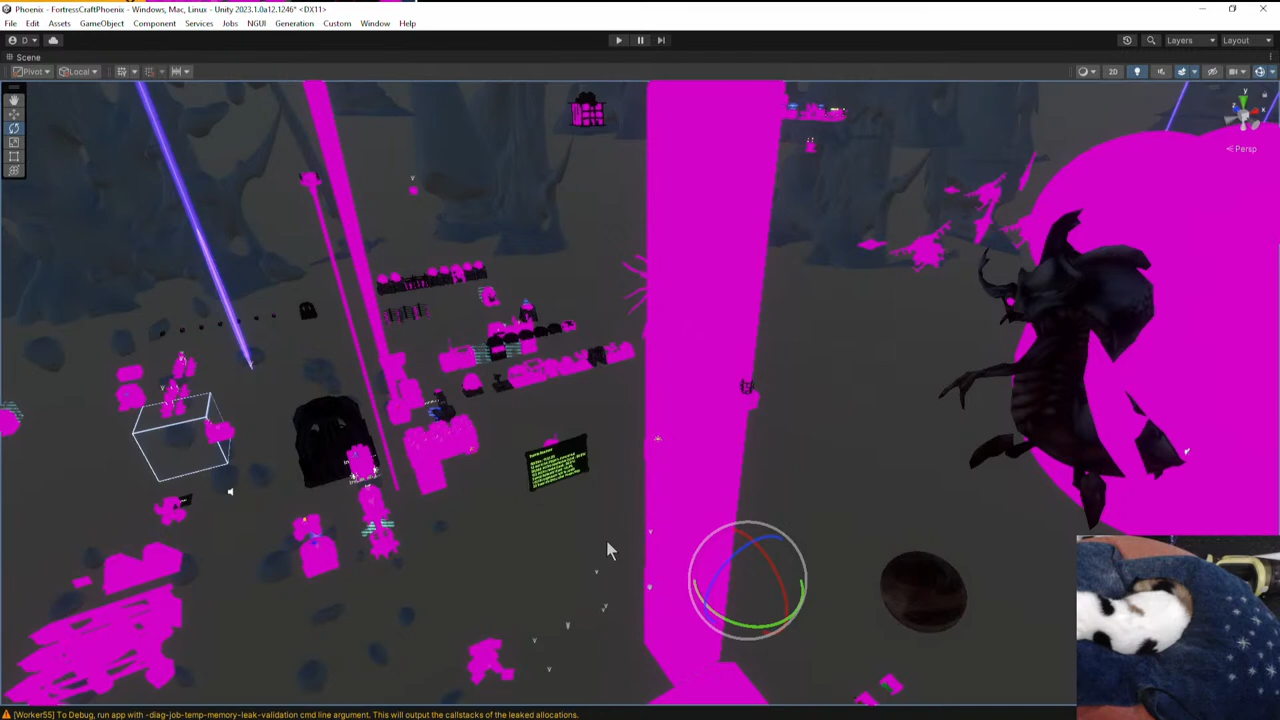 Phoenix - FortressCraftPhoenix - Windows, Mac, Linux - Unity 2023.1.0a12.1246* <DX11>
File Edit Assets GameObject Component Services Jobs NGUI Generation Custom Window Help
D Layers Layout
Scene
Pivot Local 2D
y
x
Persp
[Worker55] To Debug, run app with -diag-job-temp-memory-leak-validation cmd line argument. This will output the callstacks of the leaked allocations.